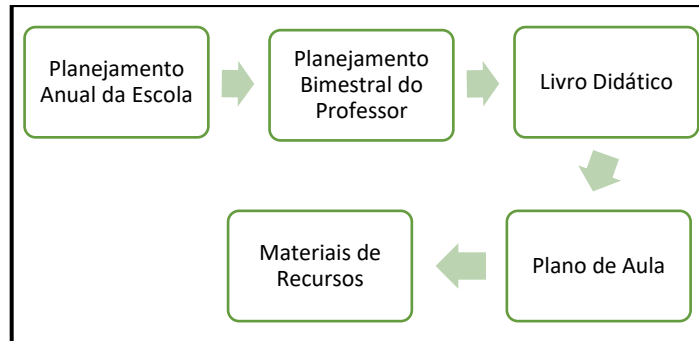 Planejamento
Anual da Escola
Planejamento
Bimestral do
Professor
Livro Didático
Plano de Aula
Materiais de
Recursos